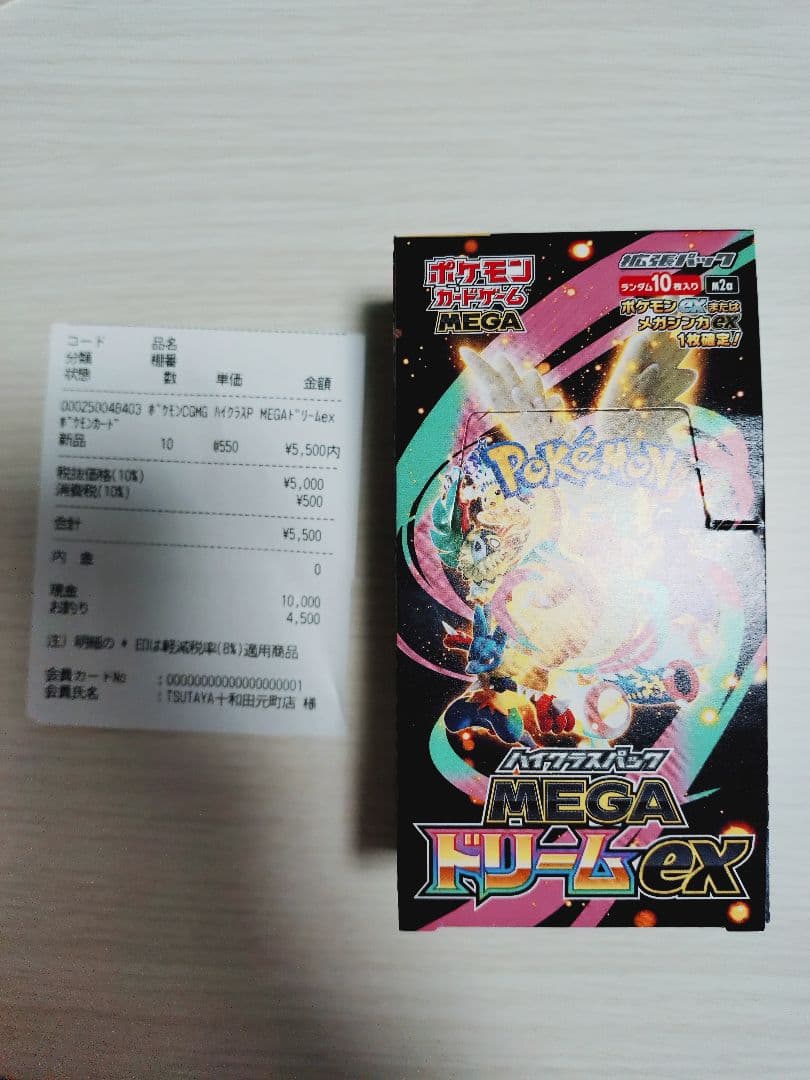 コード 品名
分類 棚番
状態 数 単価 金額
000250048403 ﾎﾟｹﾓﾝCGMG ﾊｲｸﾗｽP MEGAﾄﾞﾘｰﾑex
ﾎﾟｹﾓﾝｶｰﾄﾞ
新品 10 @550 ¥5,500内
税抜価格(10%) ¥5,000
消費税(10%) ¥500
合計 ¥5,500
内 金 0
現金 10,000
お釣り 4,500
注) 明細の * 印は軽減税率(8%)適用商品
会員カードNo :0000000000000000001
会員氏名 :TSUTAYA十和田元町店 様
ポケモン
カードゲーム
MEGA
拡張パック
ランダム10枚入り M2a
ポケモンexまたは
メガシンカex
1枚確定!
POKéMON
ハイクラスパック
MEGA
ドリームex